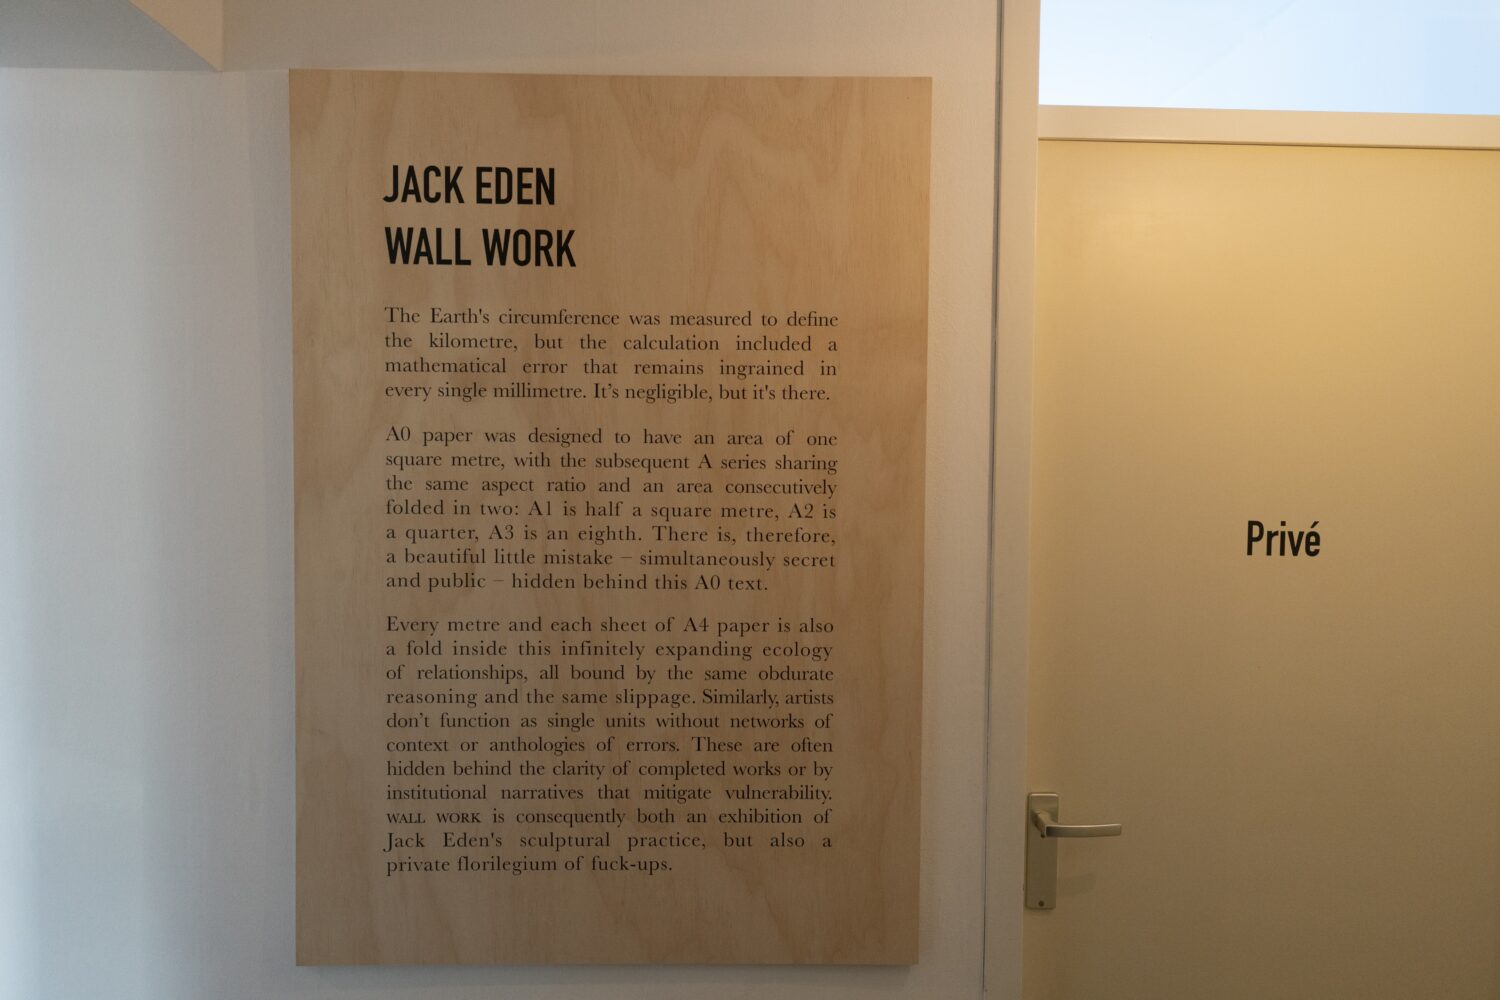 JACK EDEN
WALL WORK
The Earth's circumference was measured to define
the kilometre, but the calculation included a
mathematical error that remains ingrained in
every single millimetre. It’s negligible, but it's there.
A0 paper was designed to have an area of one
square metre, with the subsequent A series sharing
the same aspect ratio and an area consecutively
folded in two: A1 is half a square metre, A2 is
a quarter, A3 is an eighth. There is, therefore,
a beautiful little mistake – simultaneously secret
and public – hidden behind this A0 text.
Every metre and each sheet of A4 paper is also
a fold inside this infinitely expanding ecology
of relationships, all bound by the same obdurate
reasoning and the same slippage. Similarly, artists
don’t function as single units without networks of
context or anthologies of errors. These are often
hidden behind the clarity of completed works or by
institutional narratives that mitigate vulnerability.
WALL WORK is consequently both an exhibition of
Jack Eden's sculptural practice, but also a
private florilegium of fuck-ups.
Privé